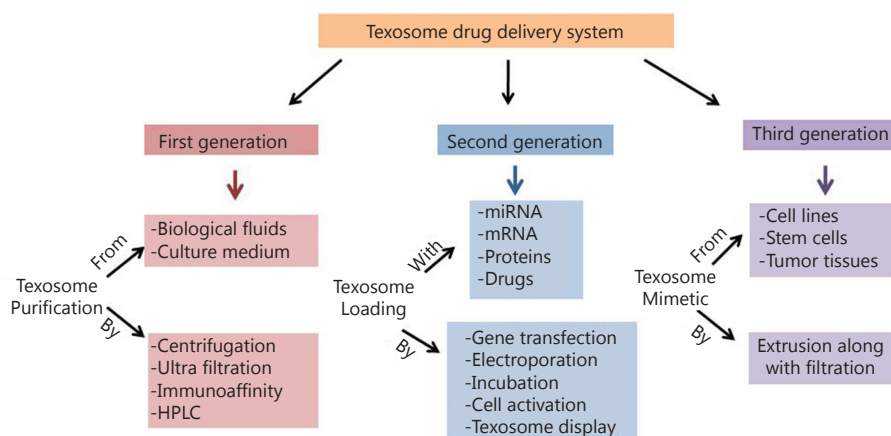 Texosome drug delivery system
First generation
Second generation
Third generation
-Biological fluids
-Culture medium
-miRNA
-mRNA
-Proteins
-Drugs
-Cell lines
-Stem cells
-Tumor tissues
From
With
From
Texosome
Purification
Texosome
Loading
Texosome
Mimetic
By
By
By
-Centrifugation
-Ultra filtration
-Immunoaffinity
-HPLC
-Gene transfection
-Electroporation
-Incubation
-Cell activation
-Texosome display
Extrusion along
with filtration